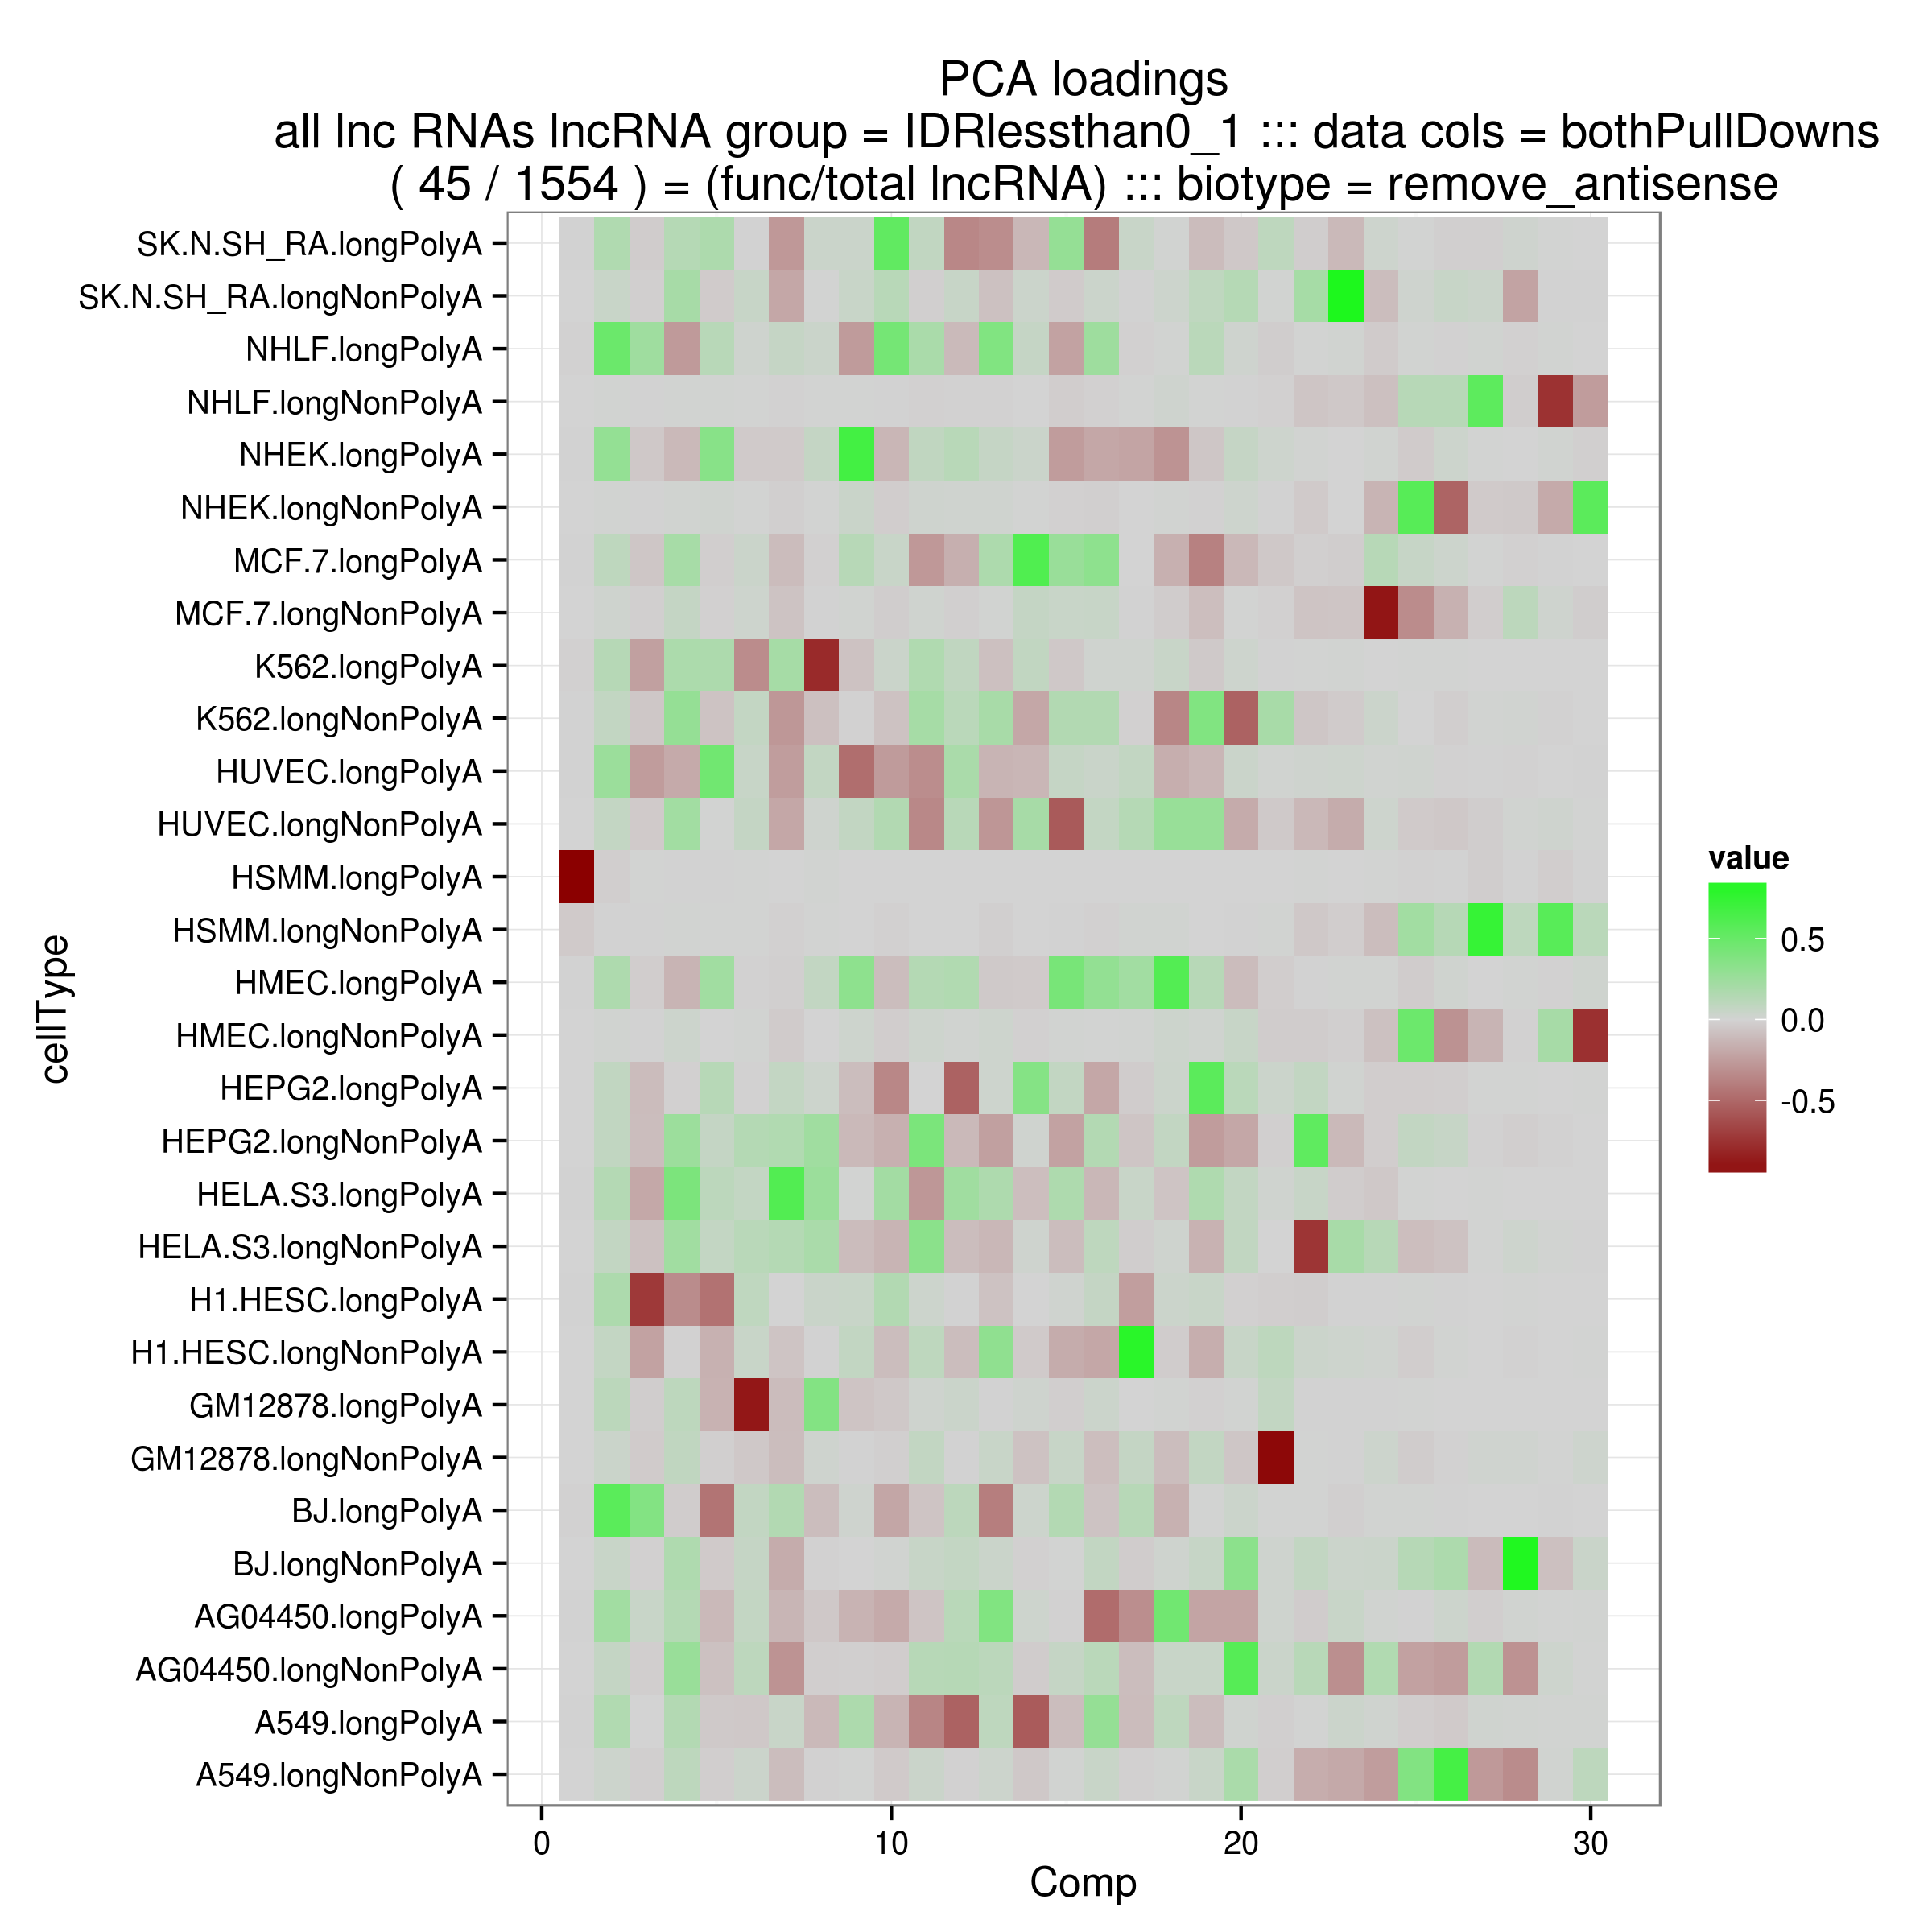 PCA loadings
all lnc RNAs lncRNA group = IDRlessthan0_1 ::: data cols = bothPullDowns
( 45 / 1554 ) = (func/total lncRNA) ::: biotype = remove_antisense
SK.N.SH_RA.longPolyA
SK.N.SH_RA.longNonPolyA
NHLF.longPolyA
NHLF.longNonPolyA
NHEK.longPolyA
NHEK.longNonPolyA
MCF.7.longPolyA
MCF.7.longNonPolyA
K562.longPolyA
K562.longNonPolyA
HUVEC.longPolyA
HUVEC.longNonPolyA
HSMM.longPolyA
HSMM.longNonPolyA
HMEC.longPolyA
HMEC.longNonPolyA
HEPG2.longPolyA
HEPG2.longNonPolyA
HELA.S3.longPolyA
HELA.S3.longNonPolyA
H1.HESC.longPolyA
H1.HESC.longNonPolyA
GM12878.longPolyA
GM12878.longNonPolyA
BJ.longPolyA
BJ.longNonPolyA
AG04450.longPolyA
AG04450.longNonPolyA
A549.longPolyA
A549.longNonPolyA
cellType
0 10 20 30
Comp
value
0.5
0.0
-0.5